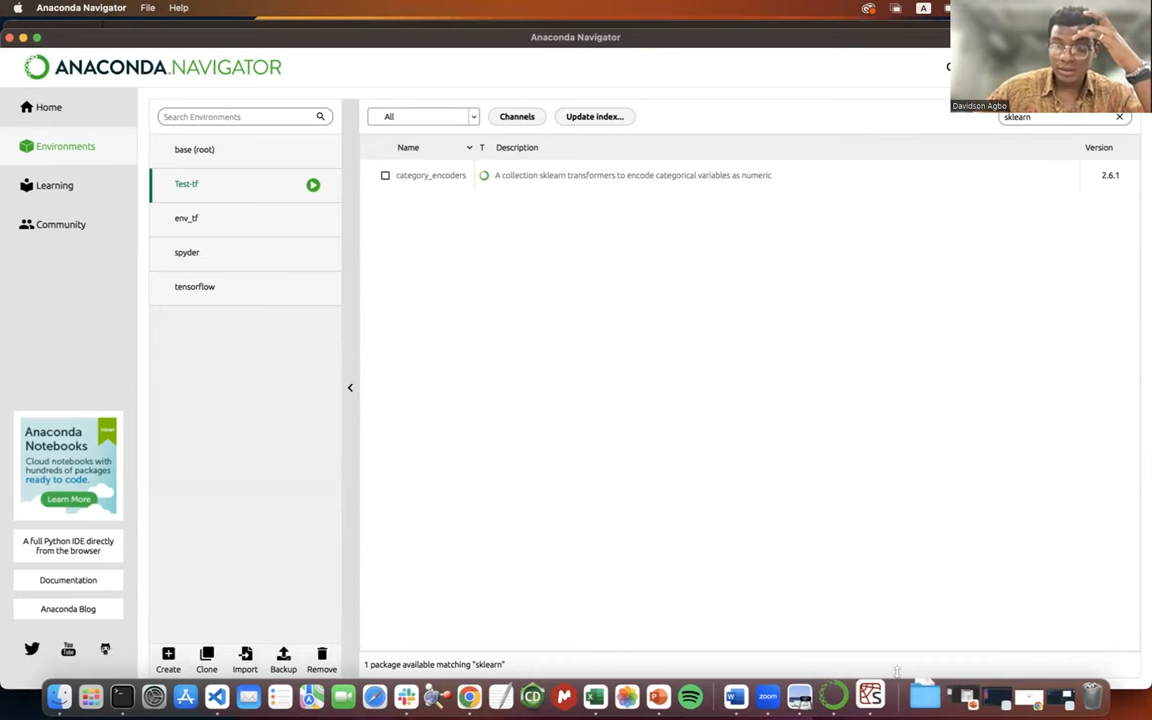 Anaconda Navigator File Help
A
Anaconda Navigator
ANACONDA.NAVIGATOR
Davidson Agbo
Home
Environments
Learning
Community
Search Environments
base (root)
Test-tf
env_tf
spyder
tensorflow
All
Channels
Update index...
sklearn
Name T Description Version
category_encoders A collection sklearn transformers to encode categorical variables as numeric 2.6.1
Anaconda
Notebooks
Cloud notebooks with
hundreds of packages
ready to code.
Learn More
A full Python IDE directly
from the browser
Documentation
Anaconda Blog
You
Tube
Create Clone Import Backup Remove
1 package available matching "sklearn"
zoom